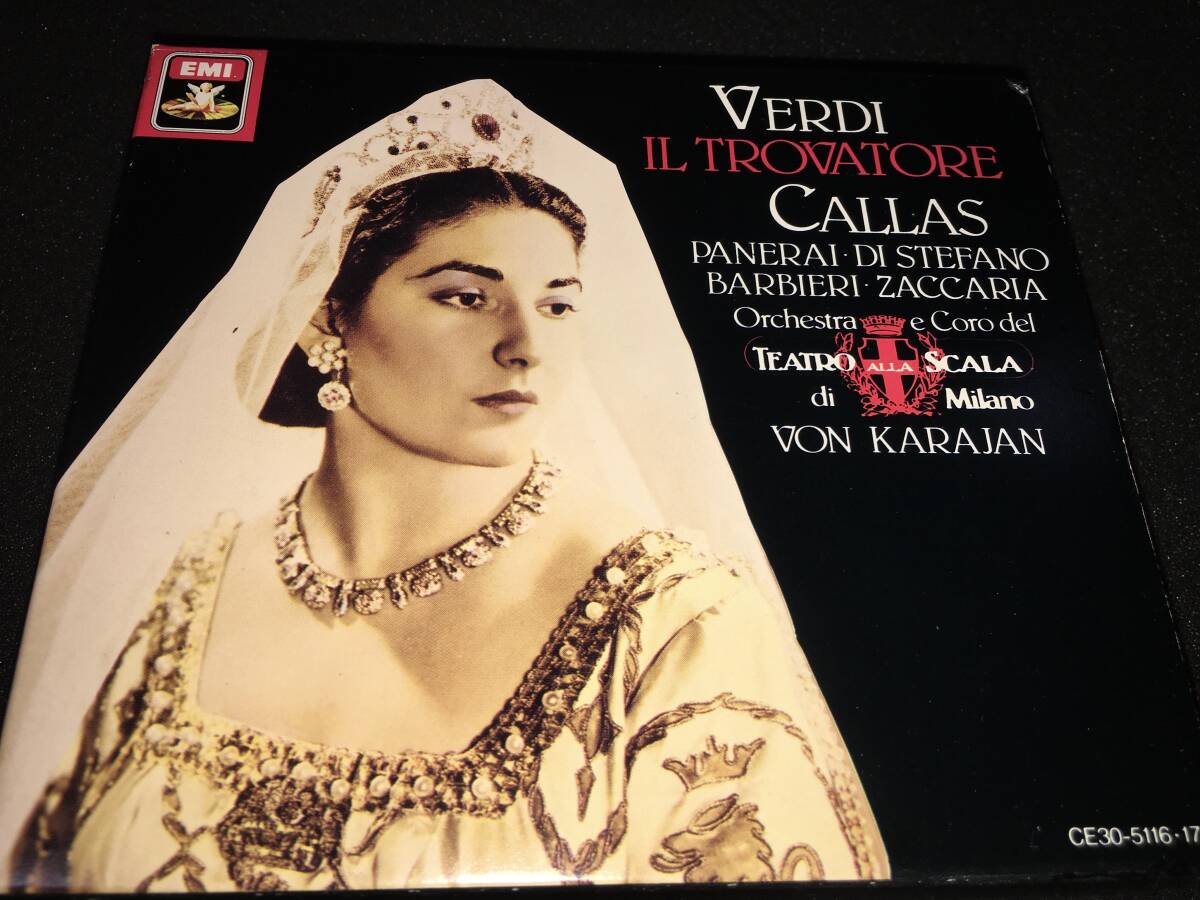 EMI
VERDI
IL TROVATORE
CALLAS
PANERAI · DI STEFANO
BARBIERI · ZACCARIA
Orchestra e Coro del
TEATRO ALLA SCALA
di Milano
VON KARAJAN
CE30-5116·17